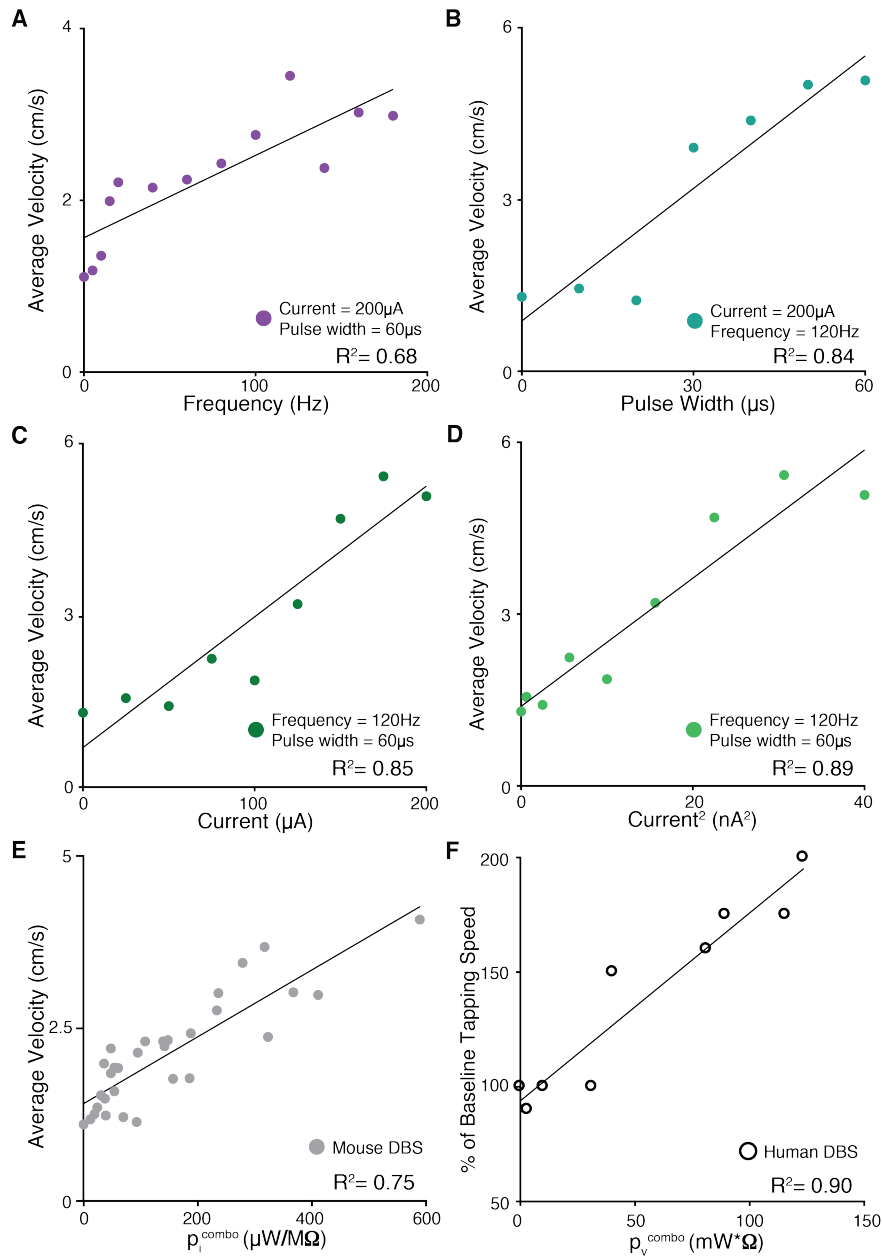 A
4
2
0
0
100
200
Average Velocity (cm/s)
Frequency (Hz)
Current = 200µA
Pulse width = 60µs
R²= 0.68
B
6
3
0
0
30
60
Average Velocity (cm/s)
Pulse Width (µs)
Current = 200µA
Frequency = 120Hz
R²= 0.84
C
6
3
0
0
100
200
Average Velocity (cm/s)
Current (µA)
Frequency = 120Hz
Pulse width = 60µs
R²= 0.85
D
6
3
0
0
20
40
Average Velocity (cm/s)
Current² (nA²)
Frequency = 120Hz
Pulse width = 60µs
R²= 0.89
E
5
2.5
0
0
200
400
600
Average Velocity (cm/s)
pᵢcombo (µW/MΩ)
Mouse DBS
R²= 0.75
F
200
150
100
50
0
50
100
150
% of Baseline Tapping Speed
pᵥcombo (mW*Ω)
Human DBS
R²= 0.90